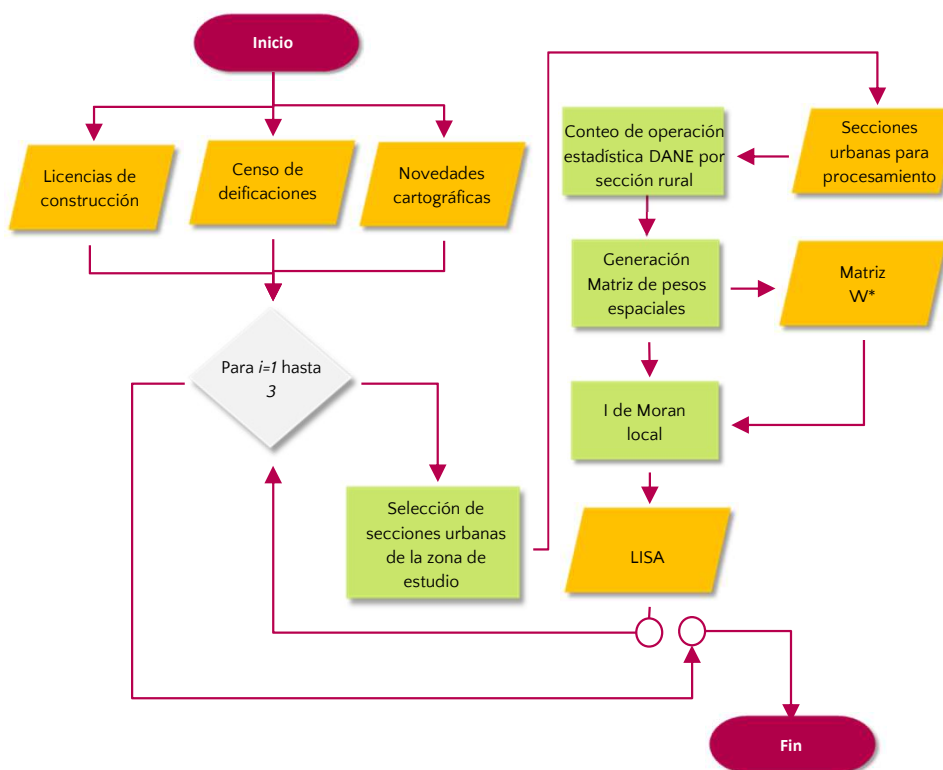 Inicio
Licencias de
construcción
Censo de
deificaciones
Novedades
cartográficas
Para i=1 hasta
3
Selección de
secciones urbanas
de la zona de
estudio
Secciones
urbanas para
procesamiento
Conteo de operación
estadística DANE por
sección rural
Generación
Matriz de pesos
espaciales
Matriz
W*
I de Moran
local
LISA
Fin